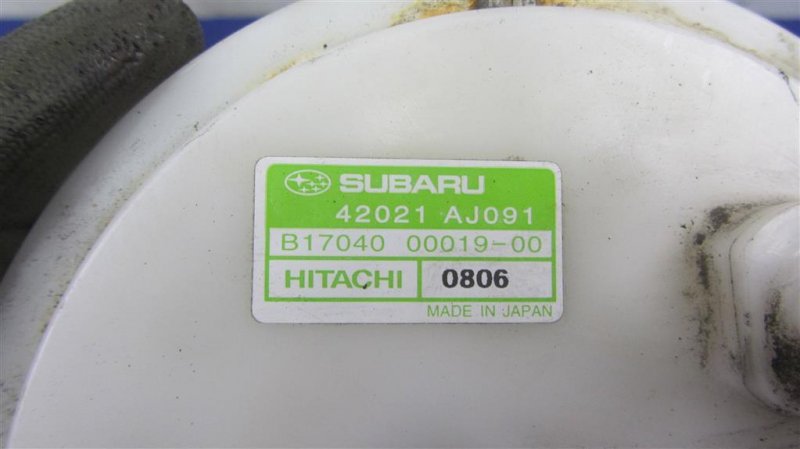 SUBARU
42021 AJ091
B17040 00019-00
HITACHI 0806
MADE IN JAPAN